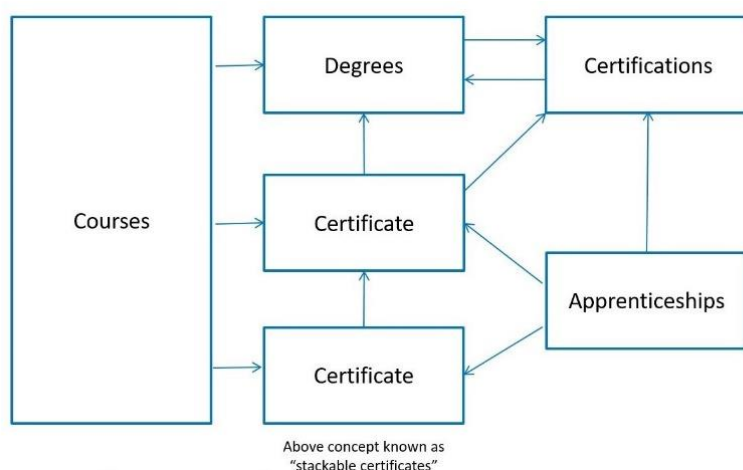 Degrees
Certifications
Courses
Certificate
Apprenticeships
Certificate
Above concept known as
"stackable certificates"